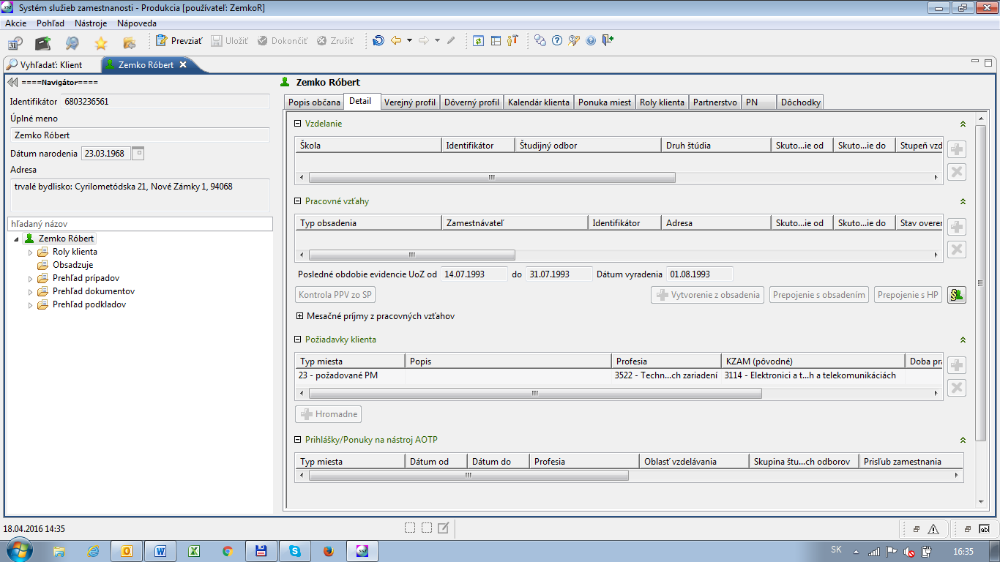 Systém služieb zamestnanosti - Produkcia [používateľ: ZemkoR]
Akcie Pohľad Nástroje Nápoveda
Prevziať Uložiť Dokončiť Zrušiť
Vyhľadať: Klient Zemko Róbert
====Navigátor====
Identifikátor 6803236561
Úplné meno
Zemko Róbert
Dátum narodenia 23.03.1968
Adresa
trvalé bydlisko: Cyrilometódska 21, Nové Zámky 1, 94068
hľadaný názov
Zemko Róbert
Roly klienta
Obsadzuje
Prehľad prípadov
Prehľad dokumentov
Prehľad podkladov
Zemko Róbert
Popis občana Detail Verejný profil Dôverný profil Kalendár klienta Ponuka miest Roly klienta Partnerstvo PN Dôchodky
Vzdelanie
Škola Identifikátor Študijný odbor Druh štúdia Skuto...ie od Skuto...ie do Stupeň vzd
Pracovné vzťahy
Typ obsadenia Zamestnávateľ Identifikátor Adresa Skuto...ie od Skuto...ie do Stav overer
Posledné obdobie evidencie UoZ od 14.07.1993 do 31.07.1993 Dátum vyradenia 01.08.1993
Kontrola PPV zo SP Vytvorenie z obsadenia Prepojenie s obsadením Prepojenie s HP
Mesačné príjmy z pracovných vzťahov
Požiadavky klienta
Typ miesta Popis Profesia KZAM (pôvodné) Doba pra
23 - požadované PM 3522 - Techn...ch zariadení 3114 - Elektronici a t...h a telekomunikáciách
Hromadne
Prihlášky/Ponuky na nástroj AOTP
Typ miesta Dátum od Dátum do Profesia Oblasť vzdelávania Skupina štu...ch odborov Prísľub zamestnania
18.04.2016 14:35
SK 16:35